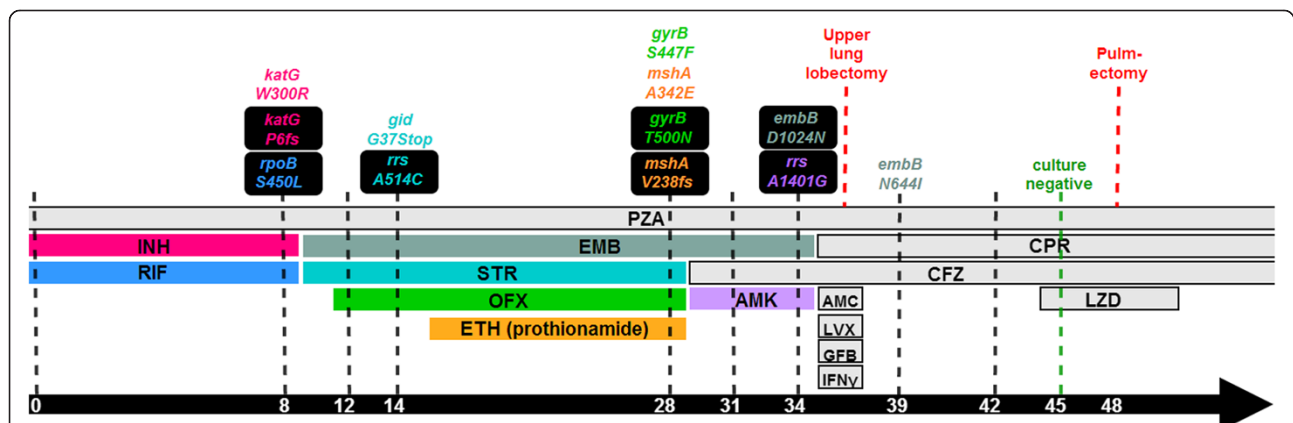 gyrB
S447F
mshA
A342E
Upper
lung
lobectomy
Pulm-
ectomy
katG
W300R
katG
P6fs
rpoB
S450L
gid
G37Stop
rrs
A514C
gyrB
T500N
mshA
V238fs
embB
D1024N
rrs
A1401G
embB
N644I
culture
negative
PZA
INH EMB CPR
RIF STR CFZ
OFX AMK AMC LZD
ETH (prothionamide) LVX
GFB
IFNγ
0 8 12 14 28 31 34 39 42 45 48